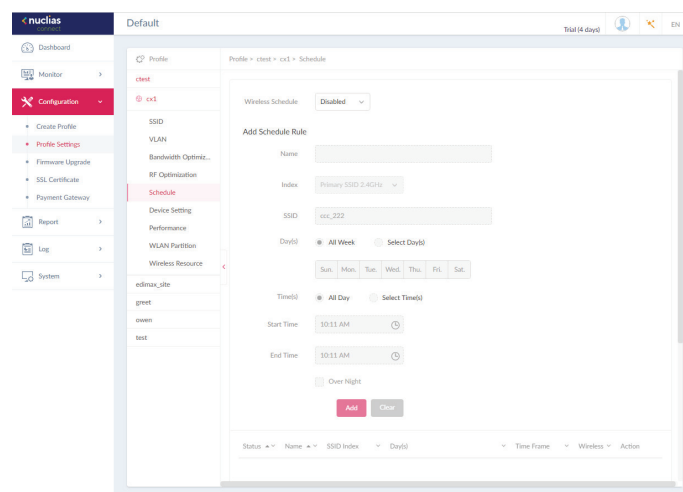 nuclias
connect
Default
Trial (4 days)
EN
Dashboard
Monitor
Configuration
Create Profile
Profile Settings
Firmware Upgrade
SSL Certificate
Payment Gateway
Report
Log
System
Profile
ctest
cx1
SSID
VLAN
Bandwidth Optimiz...
RF Optimization
Schedule
Device Setting
Performance
WLAN Partition
Wireless Resource
edimax_site
greet
owen
test
Profile > ctest > cx1 > Schedule
Wireless Schedule Disabled
Add Schedule Rule
Name
Index Primary SSID 2.4GHz
SSID ccc_222
Day(s) All Week Select Day(s)
Sun. Mon. Tue. Wed. Thu. Fri. Sat.
Time(s) All Day Select Time(s)
Start Time 10:11 AM
End Time 10:11 AM
Over Night
Add Clear
Status Name SSID Index Day(s) Time Frame Wireless Action